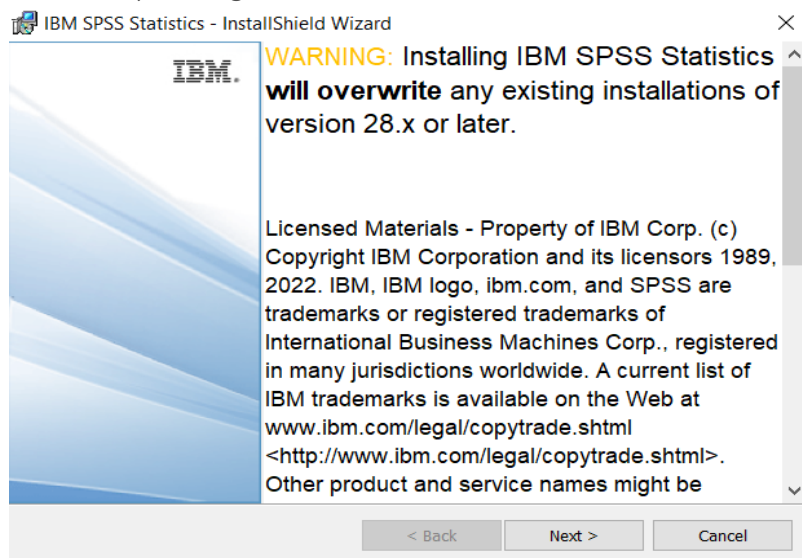 IBM SPSS Statistics - InstallShield Wizard
IBM.
WARNING: Installing IBM SPSS Statistics
will overwrite any existing installations of
version 28.x or later.
Licensed Materials - Property of IBM Corp. (c)
Copyright IBM Corporation and its licensors 1989,
2022. IBM, IBM logo, ibm.com, and SPSS are
trademarks or registered trademarks of
International Business Machines Corp., registered
in many jurisdictions worldwide. A current list of
IBM trademarks is available on the Web at
www.ibm.com/legal/copytrade.shtml
<http://www.ibm.com/legal/copytrade.shtml>.
Other product and service names might be
< Back
Next >
Cancel